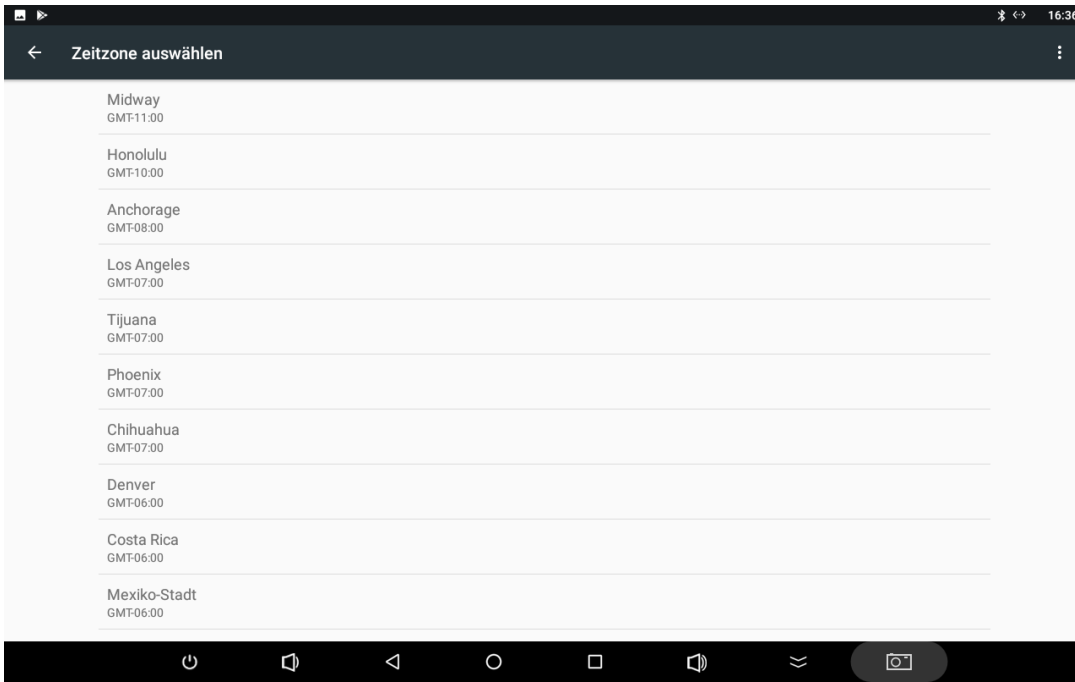 16:36
Zeitzone auswählen
Midway
GMT-11:00
Honolulu
GMT-10:00
Anchorage
GMT-08:00
Los Angeles
GMT-07:00
Tijuana
GMT-07:00
Phoenix
GMT-07:00
Chihuahua
GMT-07:00
Denver
GMT-06:00
Costa Rica
GMT-06:00
Mexiko-Stadt
GMT-06:00